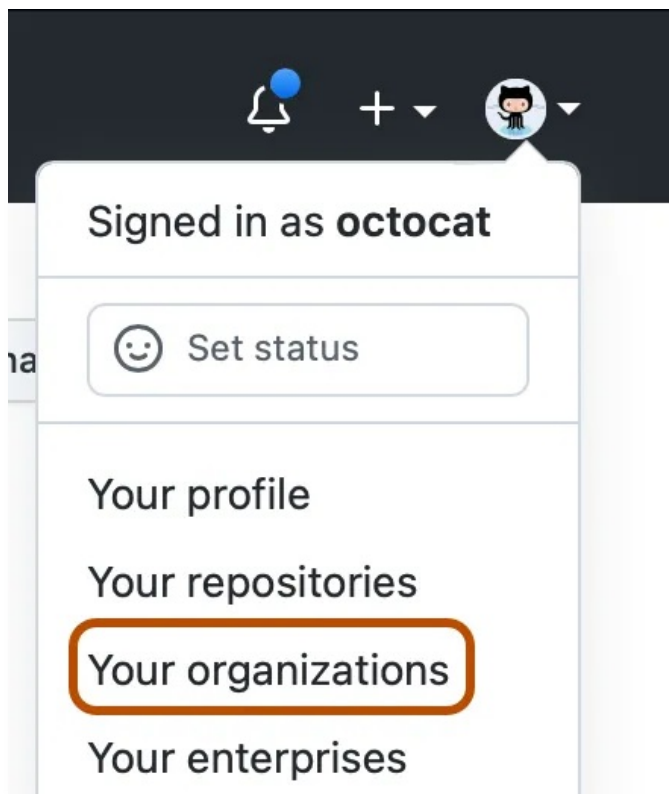 Signed in as octocat
Set status
Your profile
Your repositories
Your organizations
Your enterprises